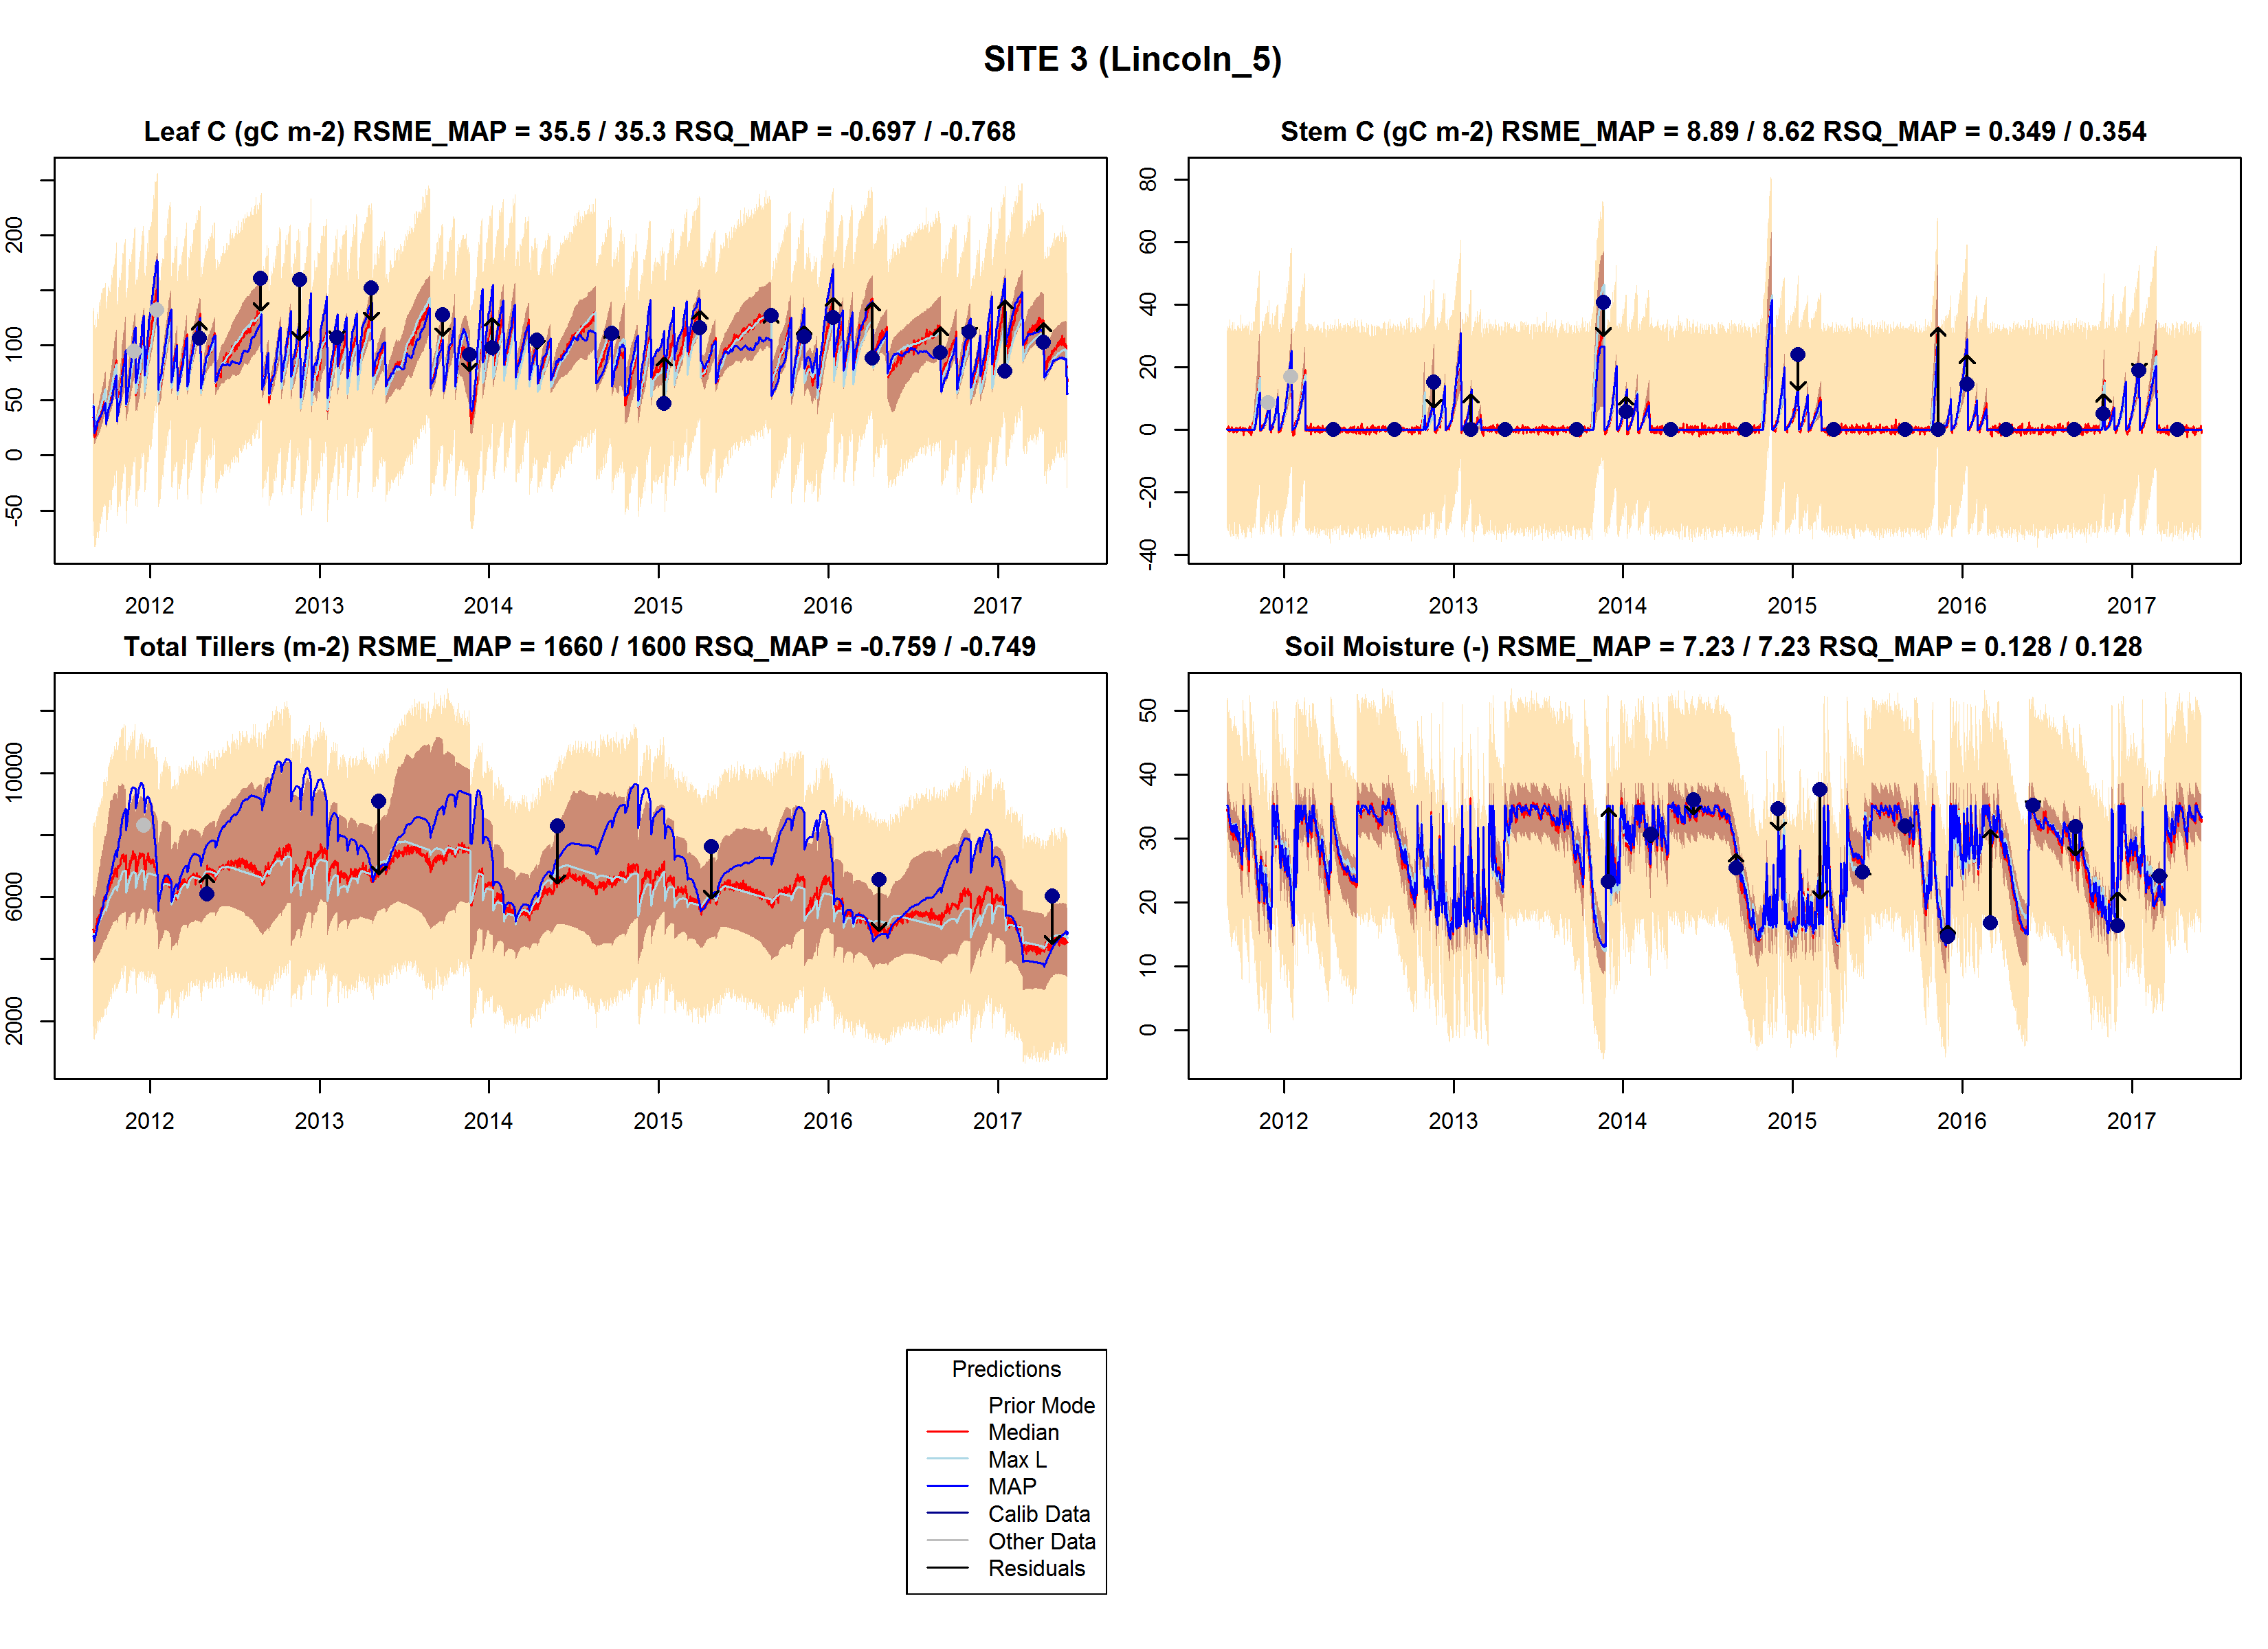 SITE 3 (Lincoln_5)
Leaf C (gC m-2) RSME_MAP = 35.5 / 35.3 RSQ_MAP = -0.697 / -0.768
200
100
50
0
-50
2012 2013 2014 2015 2016 2017
Stem C (gC m-2) RSME_MAP = 8.89 / 8.62 RSQ_MAP = 0.349 / 0.354
80
60
40
20
0
-20
-40
2012 2013 2014 2015 2016 2017
Total Tillers (m-2) RSME_MAP = 1660 / 1600 RSQ_MAP = -0.759 / -0.749
10000
6000
2000
2012 2013 2014 2015 2016 2017
Soil Moisture (-) RSME_MAP = 7.23 / 7.23 RSQ_MAP = 0.128 / 0.128
50
40
30
20
10
0
2012 2013 2014 2015 2016 2017
Predictions
Prior Mode
Median
Max L
MAP
Calib Data
Other Data
Residuals